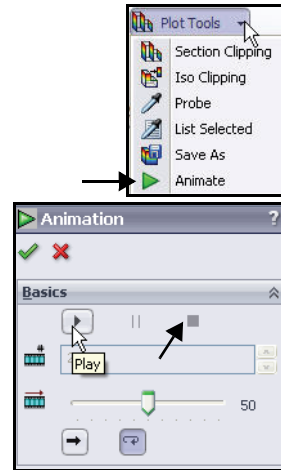 Plot Tools
Section Clipping
Iso Clipping
Probe
List Selected
Save As
Animate
Animation ?
Basics
Play
50